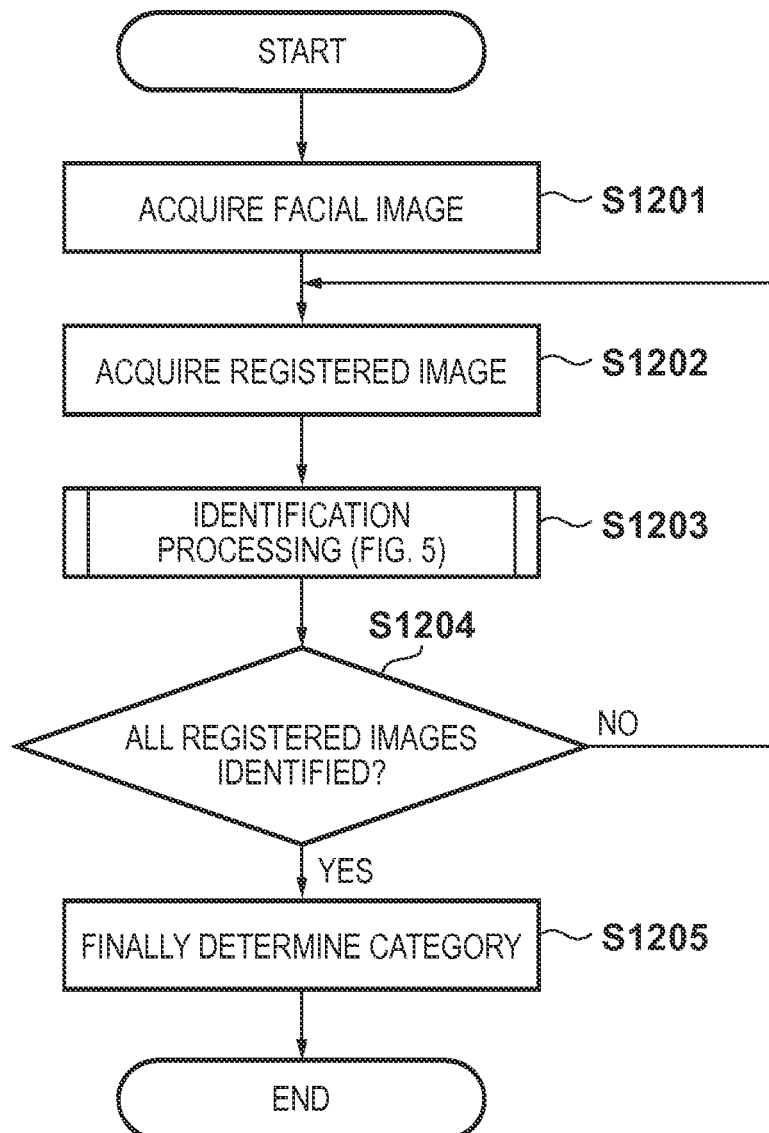 START
ACQUIRE FACIAL IMAGE
S1201
ACQUIRE REGISTERED IMAGE
S1202
IDENTIFICATION
PROCESSING (FIG. 5)
S1203
S1204
ALL REGISTERED IMAGES
IDENTIFIED?
NO
YES
FINALLY DETERMINE CATEGORY
S1205
END